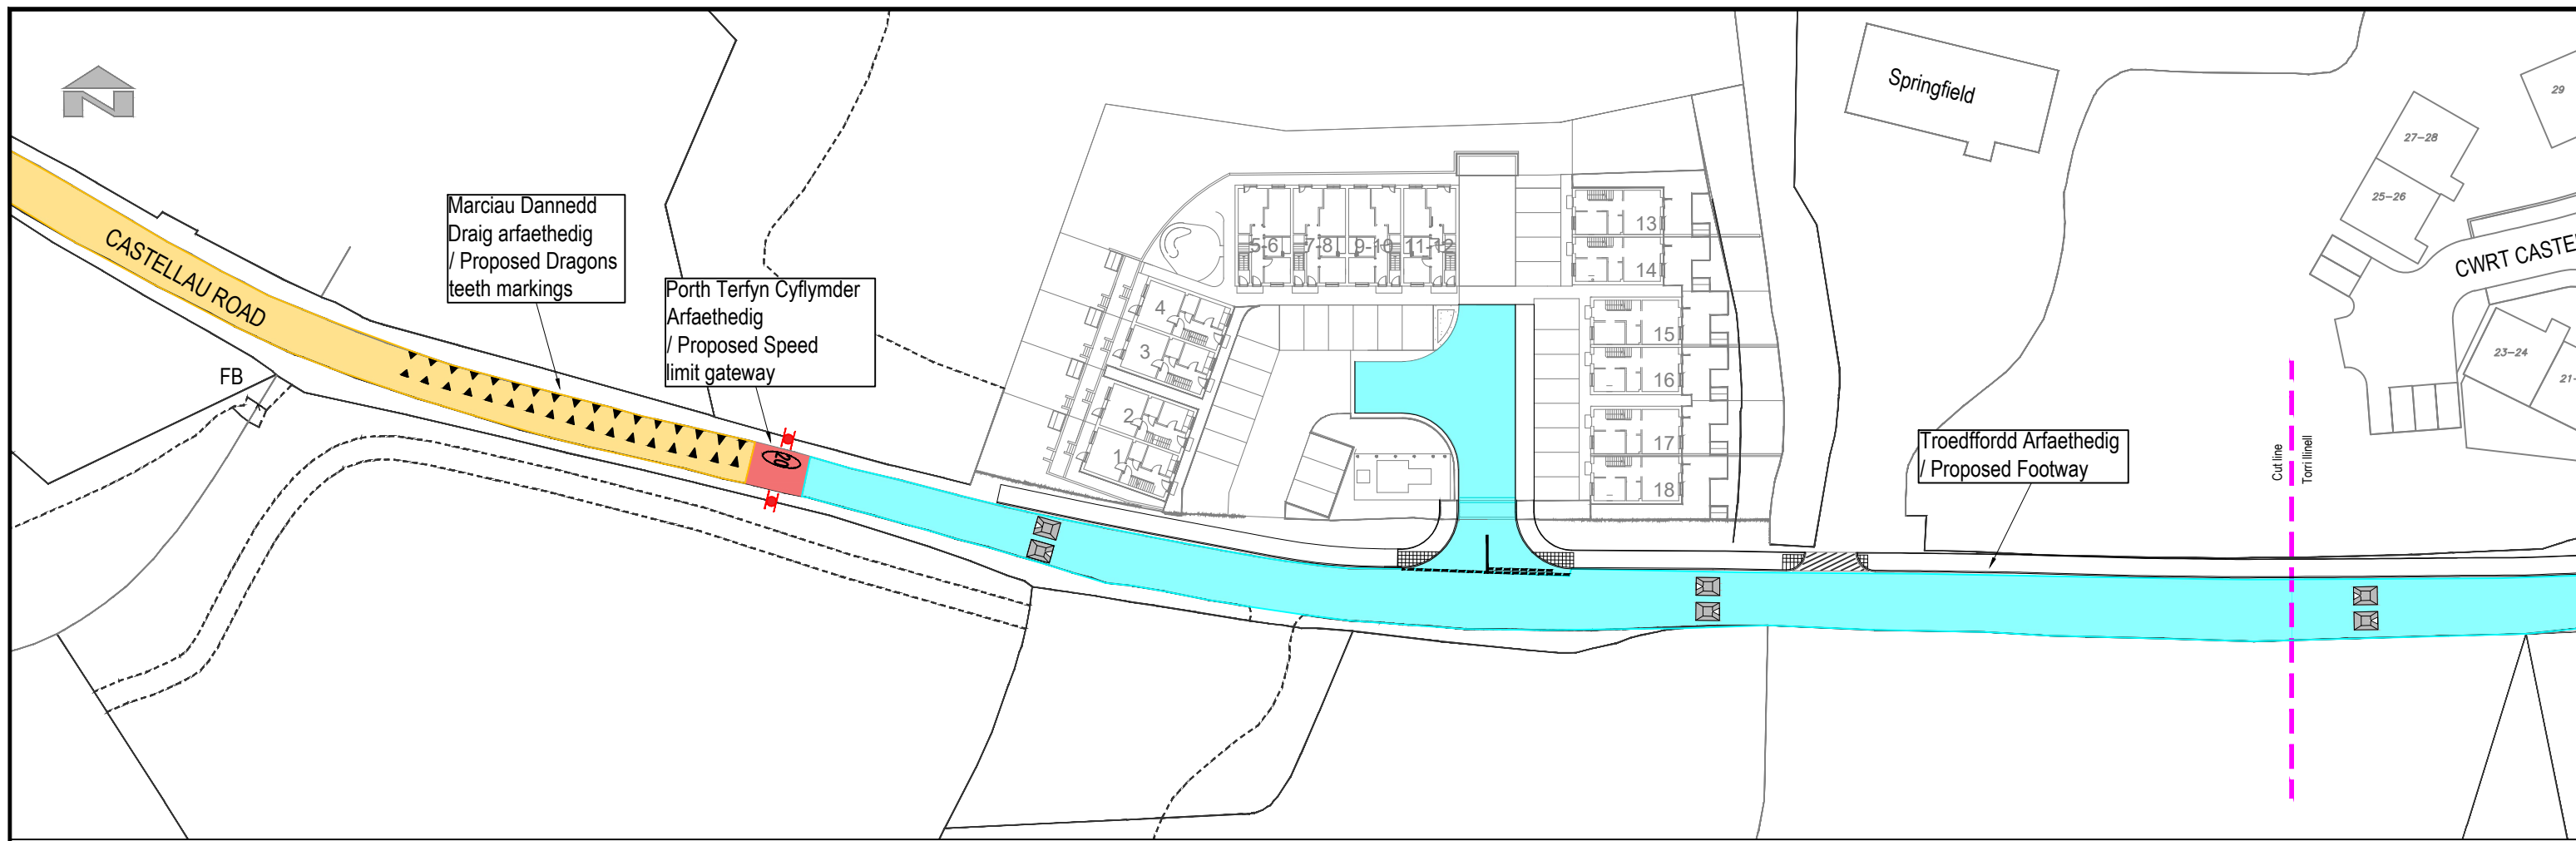 Springfield
29
27-28
25-26
CWRT CASTE
23-24
21-
CASTELLAU ROAD
Marciau Dannedd
Draig arfaethedig
/ Proposed Dragons
teeth markings
Porth Terfyn Cyflymder
Arfaethedig
/ Proposed Speed
limit gateway
FB
20
5-6
7-8
9-10
11-12
4
3
2
1
13
14
15
16
17
18
Troedffordd Arfaethedig
/ Proposed Footway
Cut line
Torri llinell